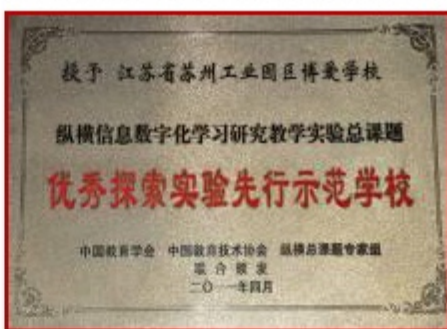 授予 江苏省苏州工业园区博爱学校
纵横信息数字化学习研究教学实验总课题
优秀探索实验先行示范学校
中国教育学会 中国教育技术协会 纵横总课题专家组
联合颁发
二〇一一年四月